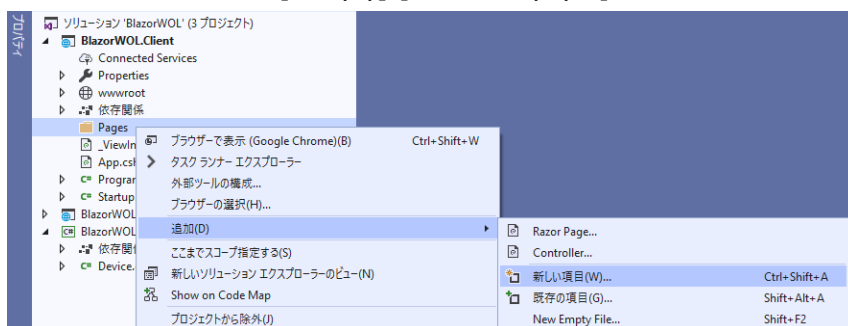 プロパティ
ソリューション 'BlazorWOL' (3 プロジェクト)
BlazorWOL.Client
Connected Services
Properties
wwwroot
依存関係
Pages
_ViewIn
App.csh
Program
Startup
BlazorWOL
BlazorWOL
依存関係
Device.
ブラウザーで表示 (Google Chrome)(B) Ctrl+Shift+W
タスク ランナー エクスプローラー
外部ツールの構成...
ブラウザーの選択(H)...
追加(D)
ここまでスコープ指定する(S)
新しいソリューション エクスプローラーのビュー(N)
Show on Code Map
プロジェクトから除外(J)
Razor Page...
Controller...
新しい項目(W)... Ctrl+Shift+A
既存の項目(G)... Shift+Alt+A
New Empty File... Shift+F2